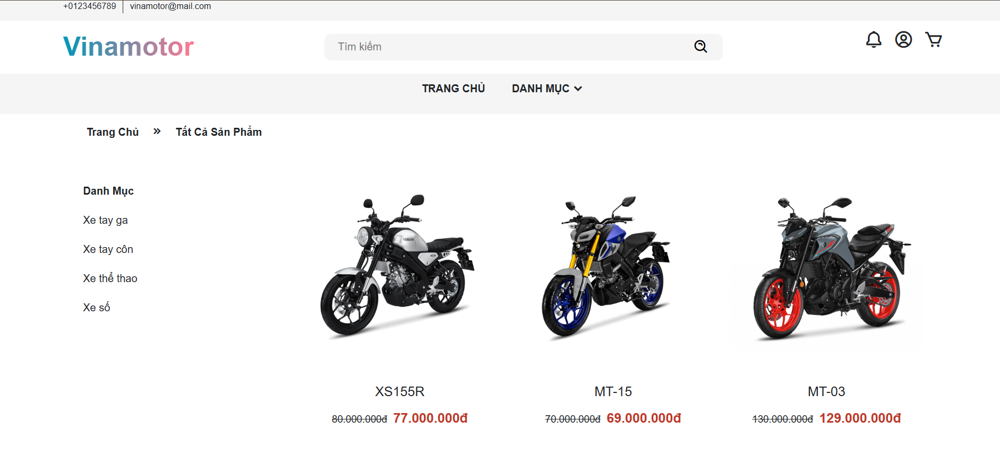 +0123456789 vinamotor@mail.com
Vinamotor
Tìm kiếm
TRANG CHỦ DANH MỤC
Trang Chủ » Tất Cả Sản Phẩm
Danh Mục
Xe tay ga
Xe tay côn
Xe thể thao
Xe số
YAMAHA
XS155R
80.000.000đ 77.000.000đ
MT-15
70.000.000đ 69.000.000đ
MT-03
130.000.000đ 129.000.000đ